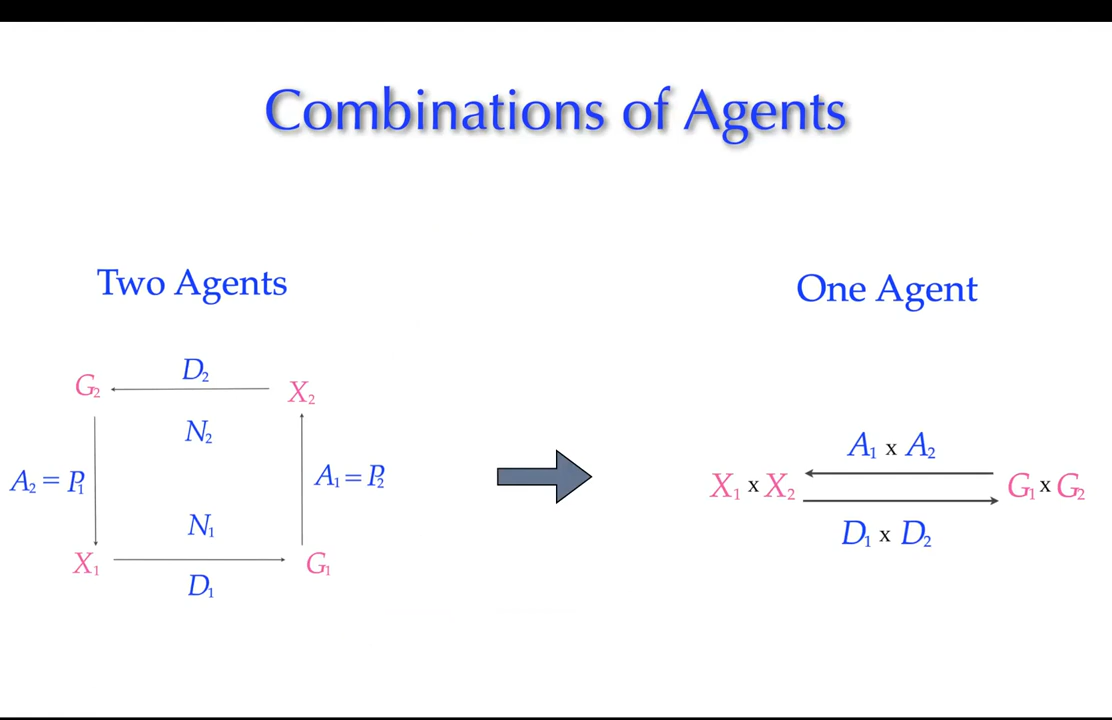 Combinations of Agents
Two Agents
One Agent
D₂
G₂
X₂
N₂
A₂ = P₁
A₁ = P₂
N₁
X₁
G₁
D₁
A₁ x A₂
X₁ x X₂
G₁ x G₂
D₁ x D₂